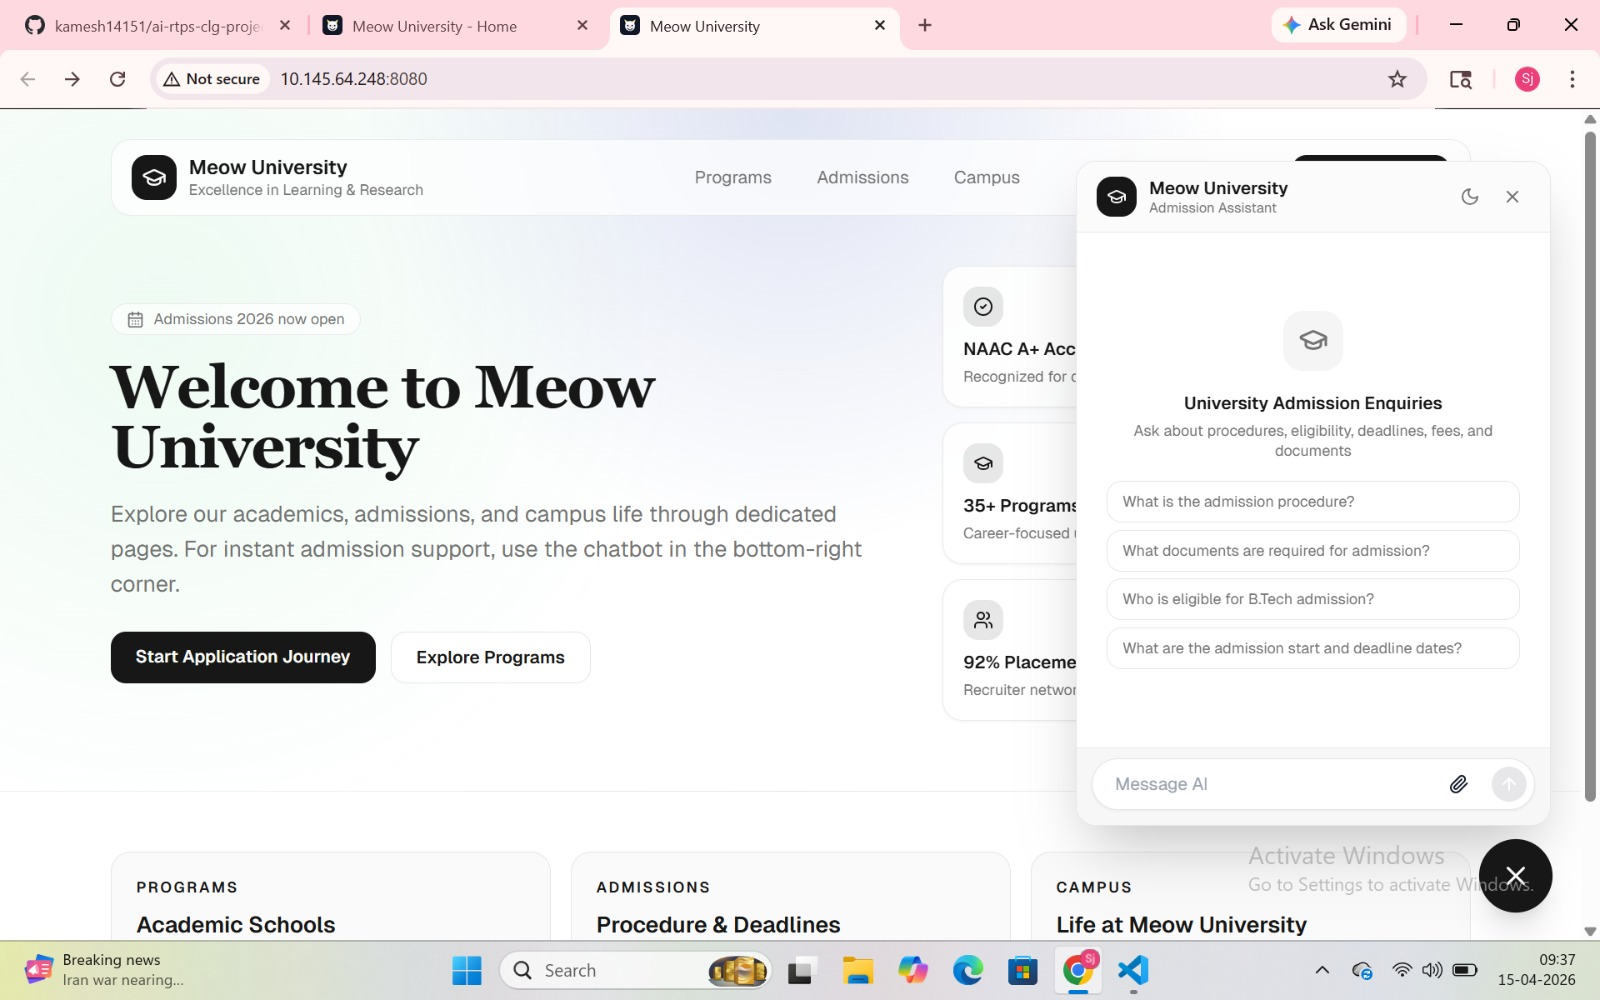 kamesh14151/ai-rtps-clg-proje
Meow University - Home
Meow University
Ask Gemini
Not secure
10.145.64.248:8080
Sj
Meow University
Excellence in Learning & Research
Programs
Admissions
Campus
Admissions 2026 now open
Welcome to Meow
University
Explore our academics, admissions, and campus life through dedicated
pages. For instant admission support, use the chatbot in the bottom-right
corner.
Start Application Journey
Explore Programs
NAAC A+ Acc
Recognized for
35+ Programs
Career-focused
92% Placeme
Recruiter networ
Meow University
Admission Assistant
University Admission Enquiries
Ask about procedures, eligibility, deadlines, fees, and
documents
What is the admission procedure?
What documents are required for admission?
Who is eligible for B.Tech admission?
What are the admission start and deadline dates?
Message AI
Activate Windows
Go to Settings to activate Windows.
PROGRAMS
Academic Schools
ADMISSIONS
Procedure & Deadlines
CAMPUS
Life at Meow University
Breaking news
Iran war nearing...
Search
Sj
09:37
15-04-2026